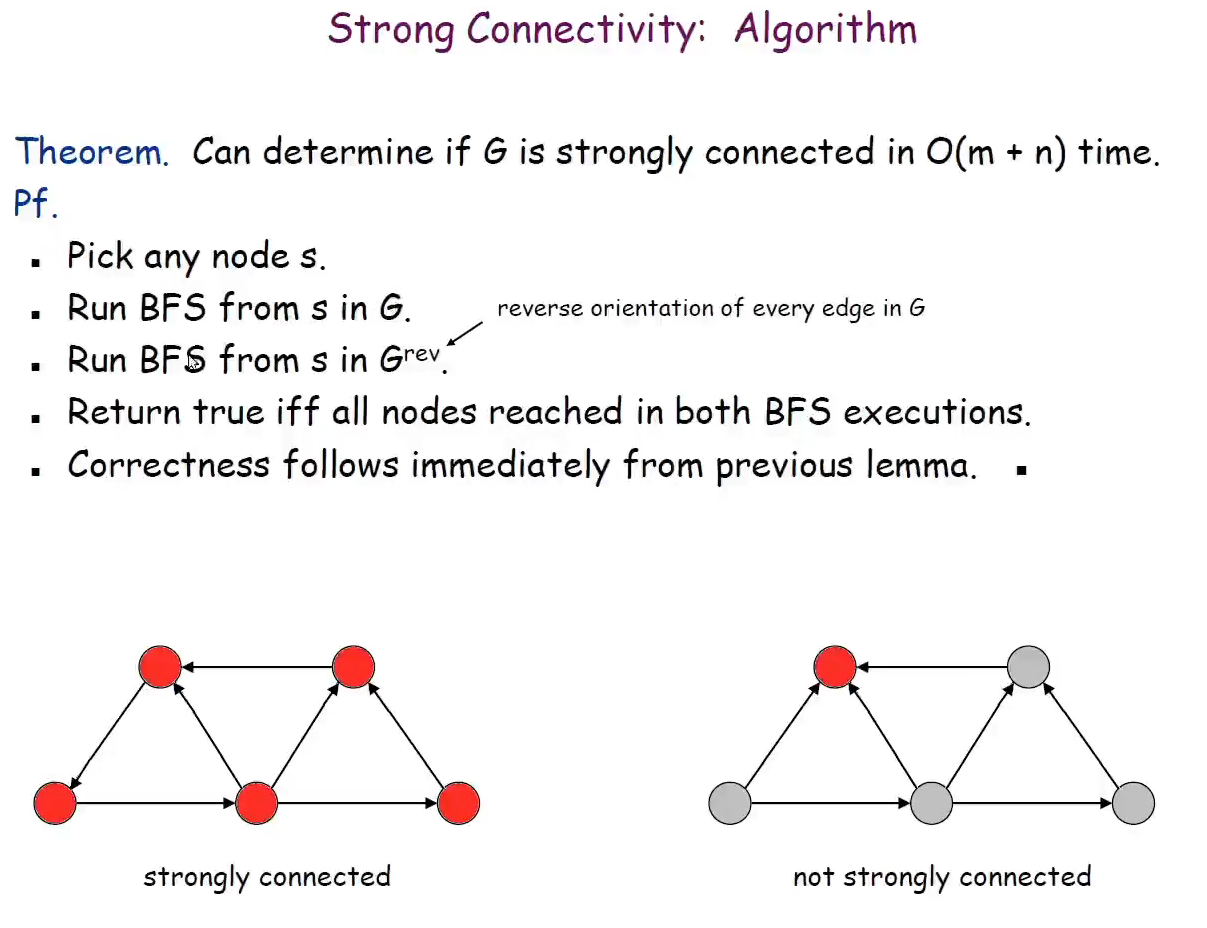 Strong Connectivity: Algorithm
Theorem. Can determine if G is strongly connected in O(m + n) time.
Pf.
▪ Pick any node s.
▪ Run BFS from s in G.
reverse orientation of every edge in G
▪ Run BFS from s in Gʳᵉᵛ.
▪ Return true iff all nodes reached in both BFS executions.
▪ Correctness follows immediately from previous lemma. ▪
strongly connected
not strongly connected